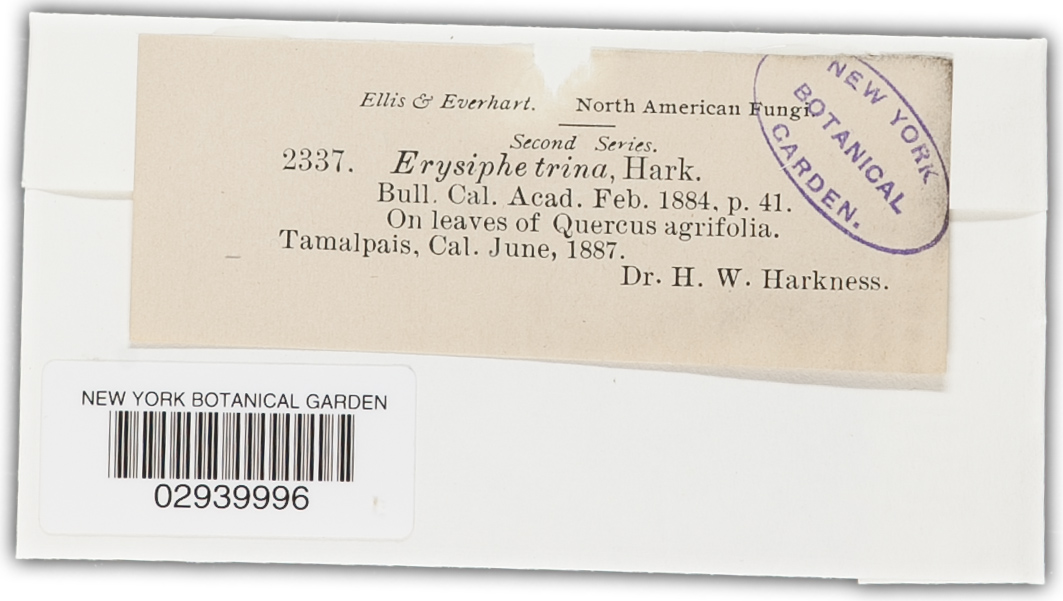 Ellis & Everhart. North American Fungi.
Second Series.
2337. Erysiphe trina, Hark.
Bull. Cal. Acad. Feb. 1884, p. 41.
On leaves of Quercus agrifolia.
Tamalpais, Cal. June, 1887.
Dr. H. W. Harkness.
NEW YORK
BOTANICAL
GARDEN.
NEW YORK BOTANICAL GARDEN
02939996